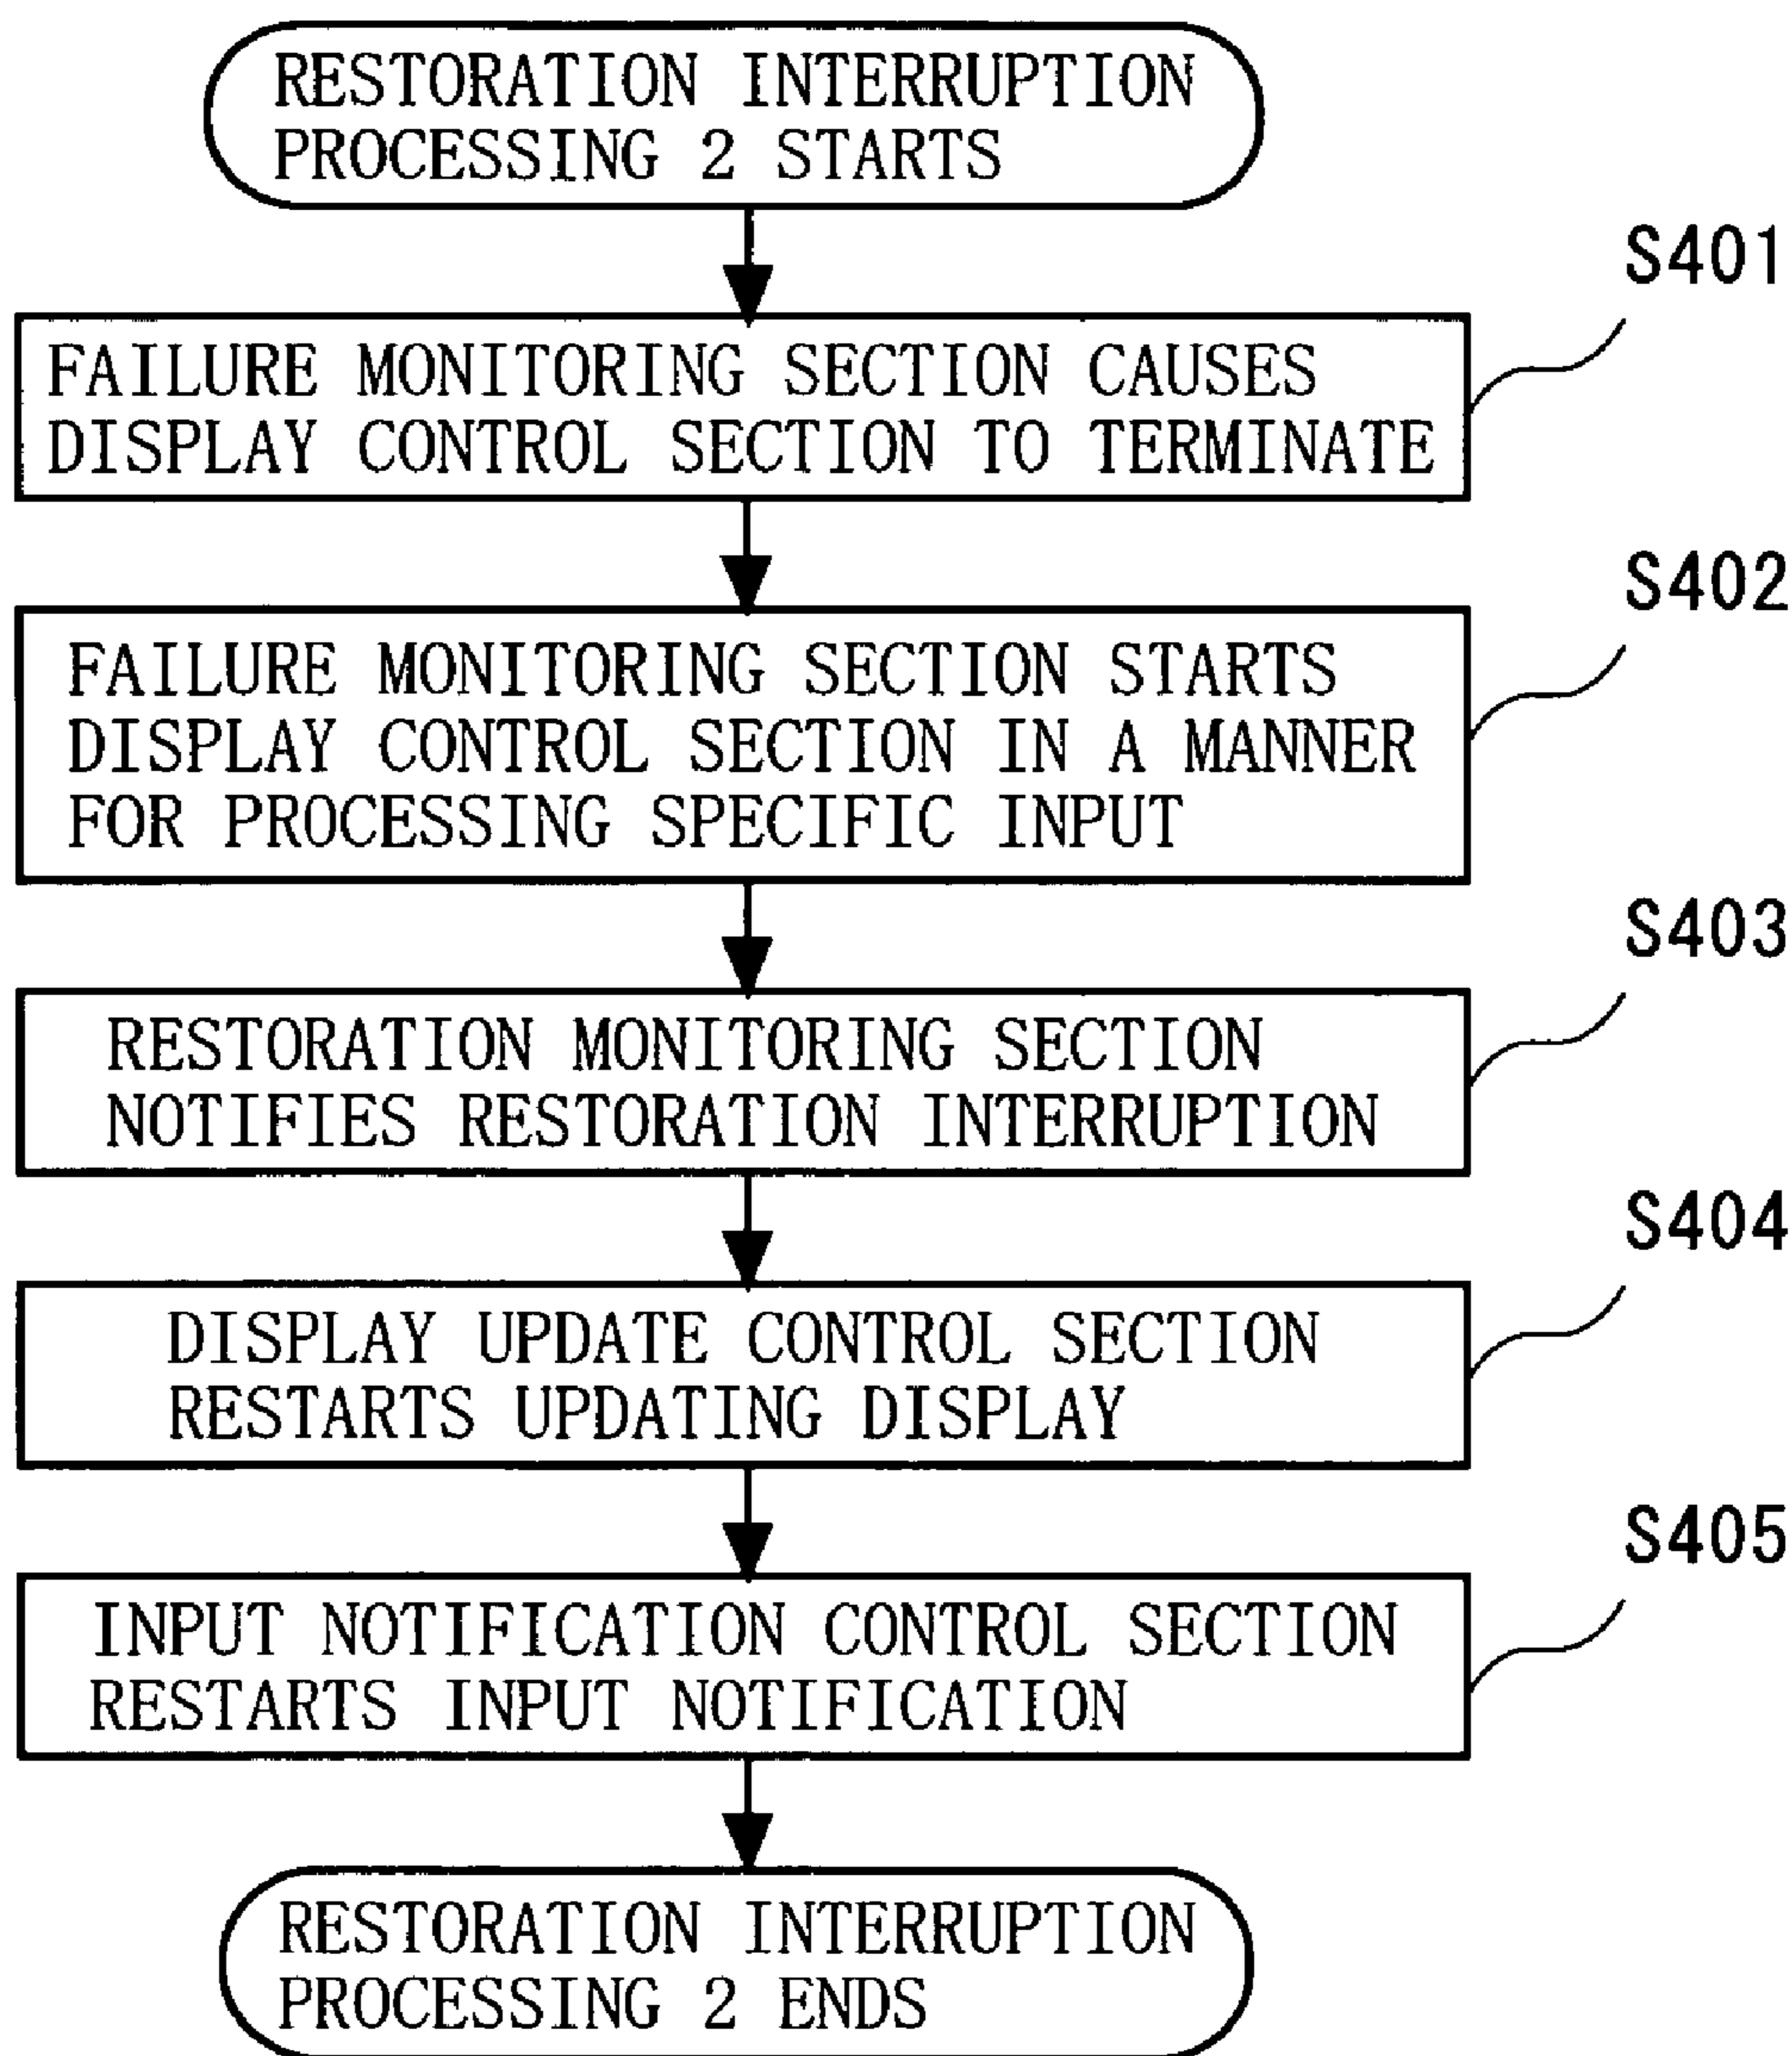 RESTORATION INTERRUPTION
PROCESSING 2 STARTS
S401
FAILURE MONITORING SECTION CAUSES
DISPLAY CONTROL SECTION TO TERMINATE
S402
FAILURE MONITORING SECTION STARTS
DISPLAY CONTROL SECTION IN A MANNER
FOR PROCESSING SPECIFIC INPUT
S403
RESTORATION MONITORING SECTION
NOTIFIES RESTORATION INTERRUPTION
S404
DISPLAY UPDATE CONTROL SECTION
RESTARTS UPDATING DISPLAY
S405
INPUT NOTIFICATION CONTROL SECTION
RESTARTS INPUT NOTIFICATION
RESTORATION INTERRUPTION
PROCESSING 2 ENDS